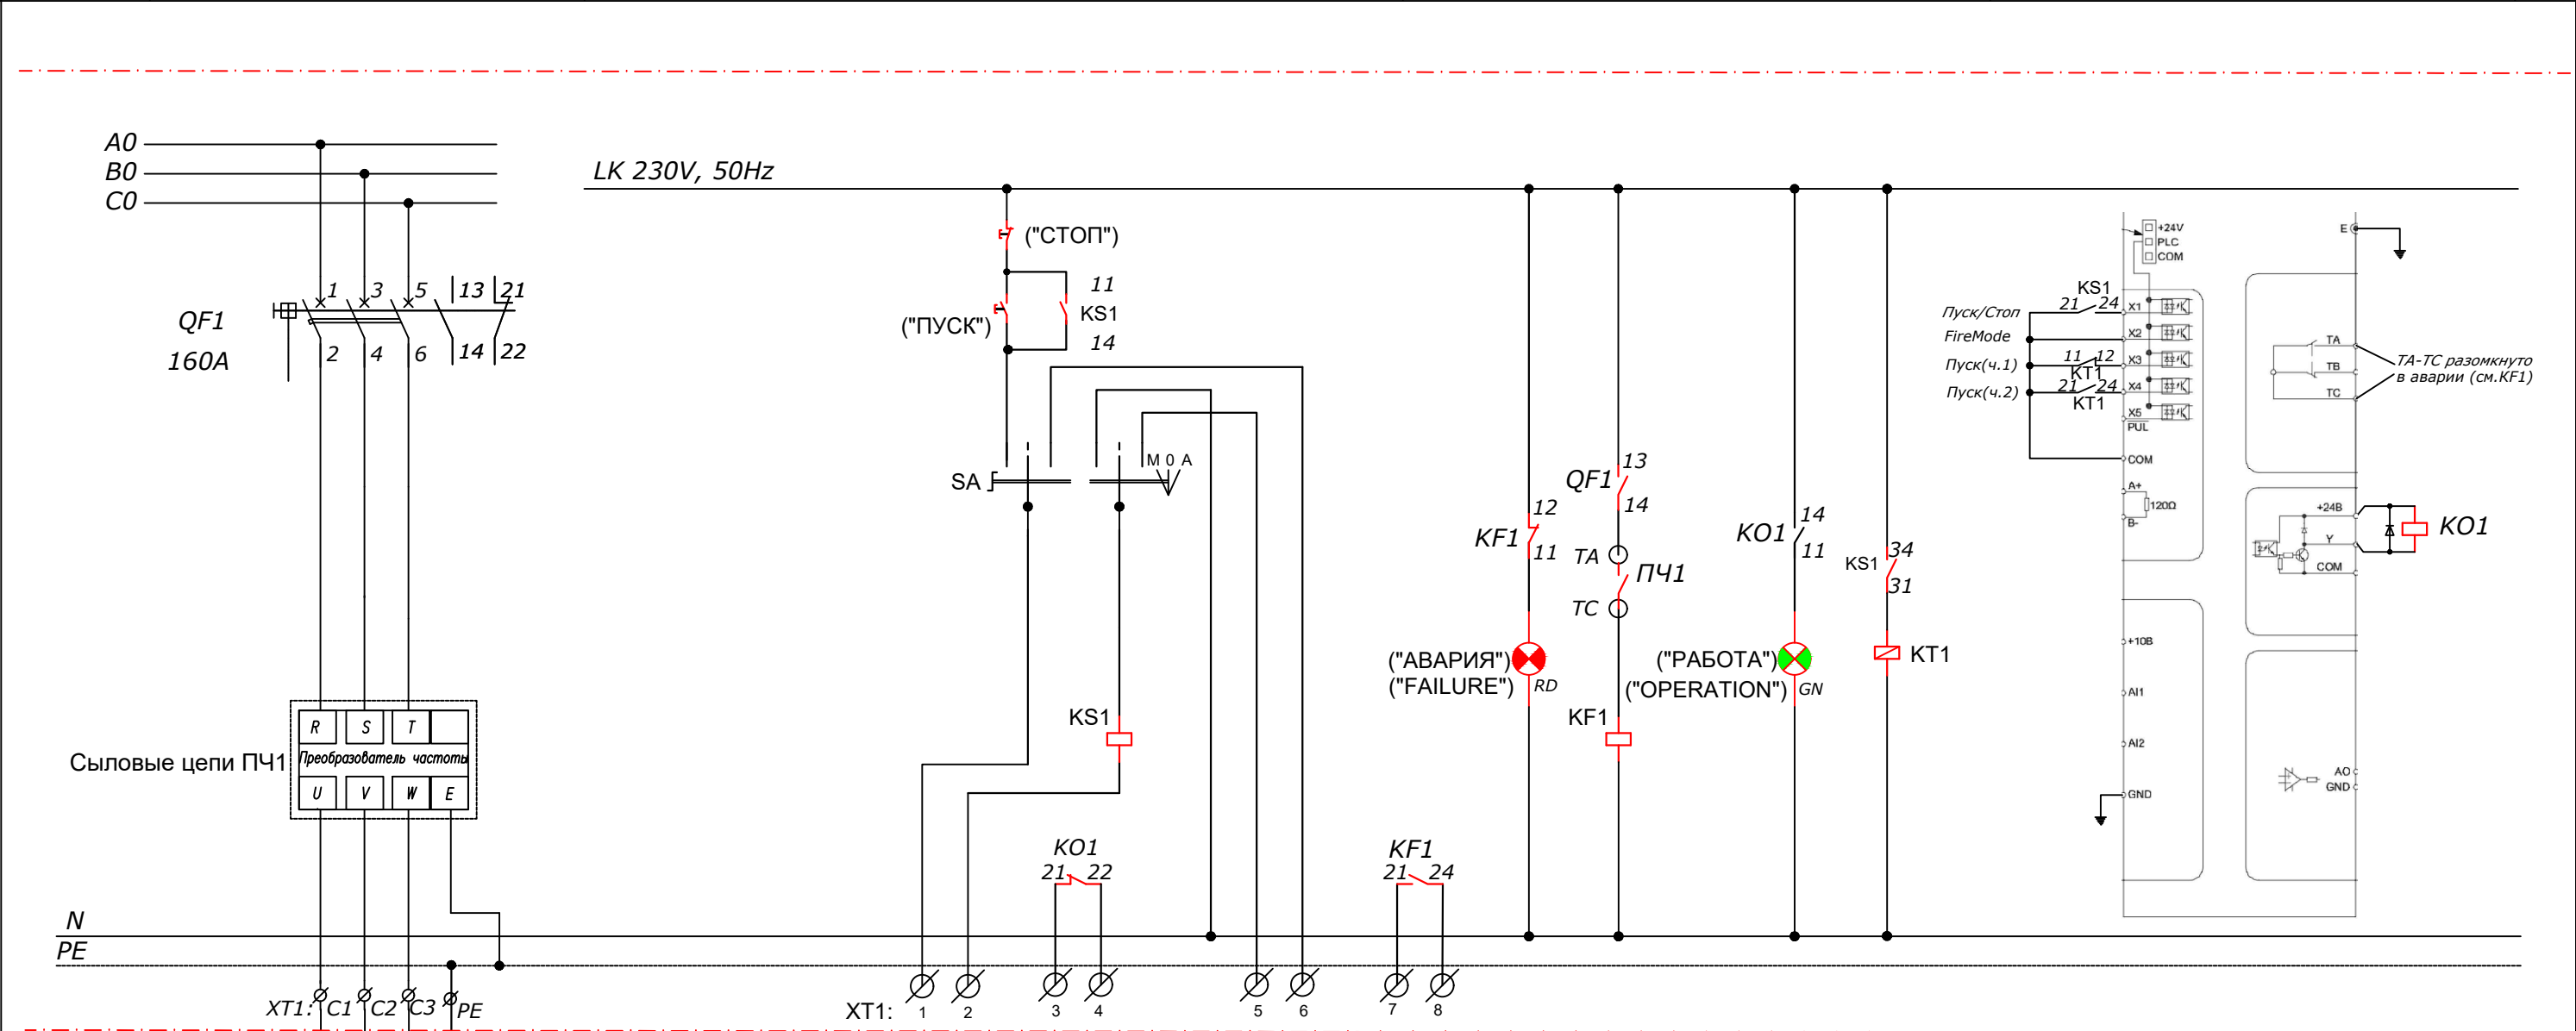 A0
B0
C0
LK 230V, 50Hz
QF1
160A
1
3
5
13
21
2
4
6
14
22
R
S
T
Преобразователь частоты
U
V
W
E
Сыловые цепи ПЧ1
N
PE
XT1:
C1
C2
C3
PE
("СТОП")
("ПУСК")
11
KS1
14
SA
M 0 A
KS1
KO1
21 22
KF1
21 24
XT1:
1
2
3
4
5
6
7
8
12
KF1
11
("АВАРИЯ")
("FAILURE")
RD
13
QF1
14
TA
ПЧ1
TC
KF1
14
KO1
11
("РАБОТА")
("OPERATION")
GN
34
KS1
31
KT1
Пуск/Стоп
FireMode
Пуск(ч.1)
Пуск(ч.2)
KS1
21 24
11 12
KT1
21 24
KT1
+24V
PLC
COM
X1
X2
X3
X4
X5
PUL
COM
A+
120Ω
B-
+10B
AI1
AI2
GND
E
TA
TB
TC
TA-TC разомкнуто
в аварии (см.KF1)
+24B
Y
COM
KO1
AO
GND